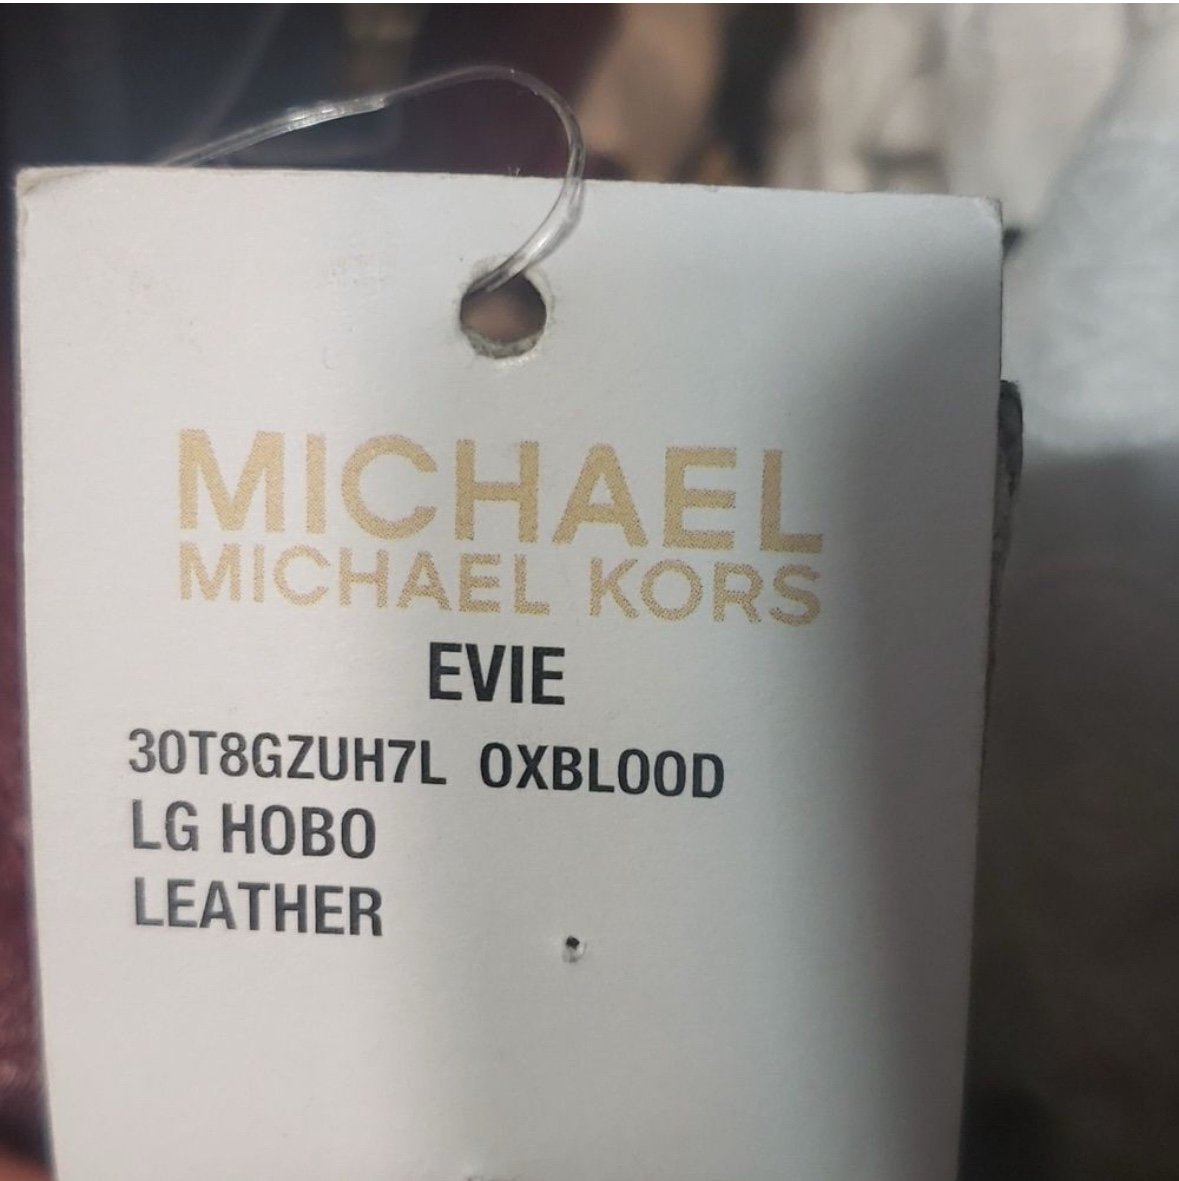 MICHAEL
MICHAEL KORS
EVIE
30T8GZUH7L OXBLOOD
LG HOBO
LEATHER